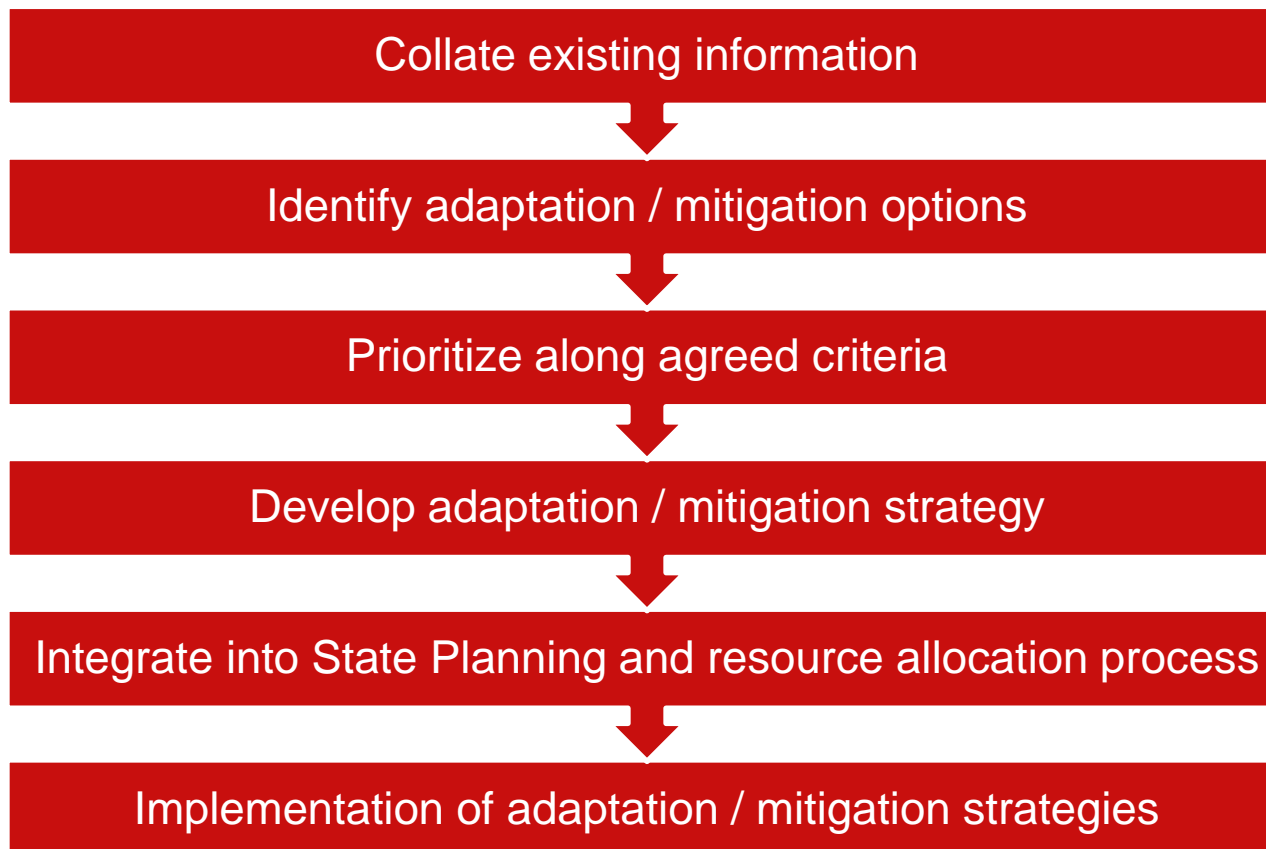 Collate existing information
Identify adaptation / mitigation options
Prioritize along agreed criteria
Develop adaptation / mitigation strategy
Integrate into State Planning and resource allocation process
Implementation of adaptation / mitigation strategies